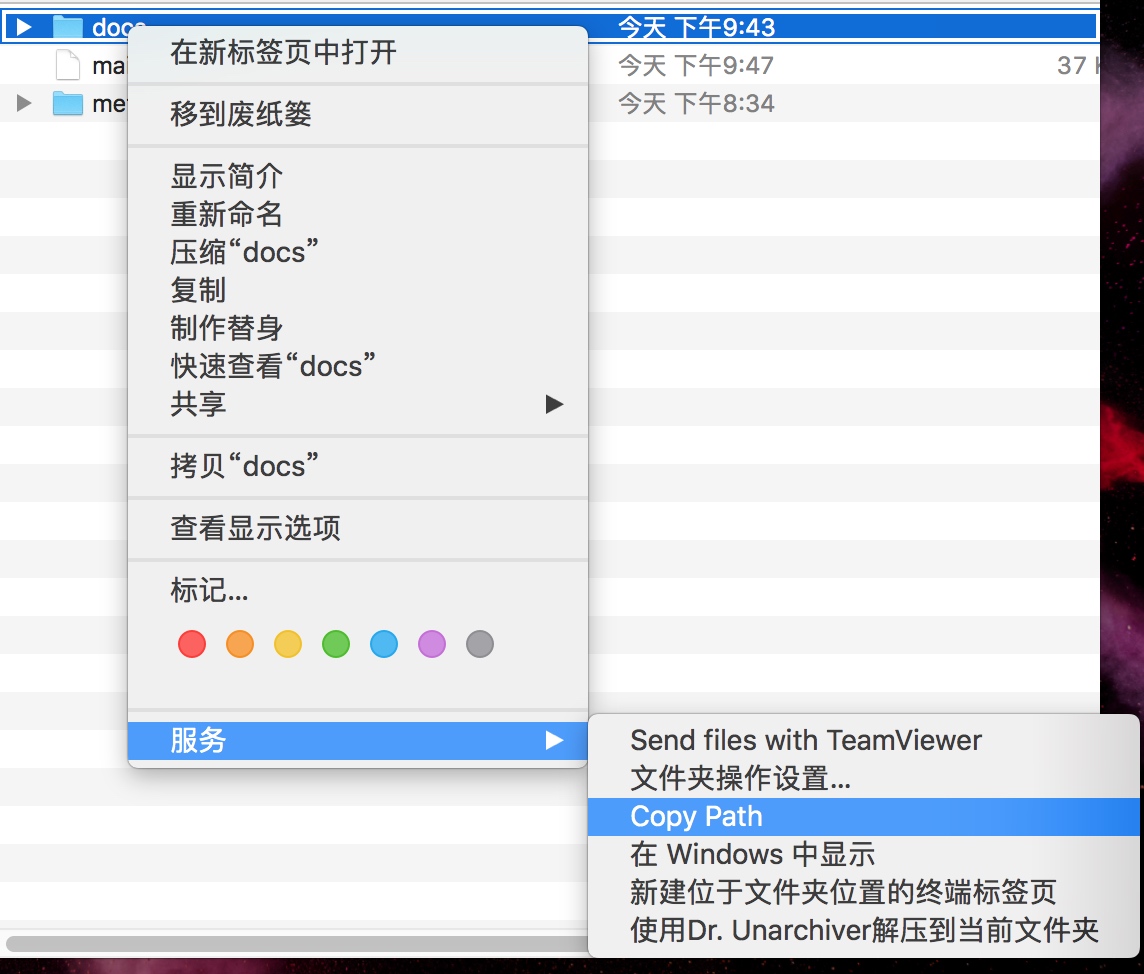 docs 今天 下午9:43
今天 下午9:47 37
今天 下午8:34
在新标签页中打开
移到废纸篓
显示简介
重新命名
压缩“docs”
复制
制作替身
快速查看“docs”
共享
拷贝“docs”
查看显示选项
标记...
服务
Send files with TeamViewer
文件夹操作设置...
Copy Path
在 Windows 中显示
新建位于文件夹位置的终端标签页
使用Dr. Unarchiver解压到当前文件夹